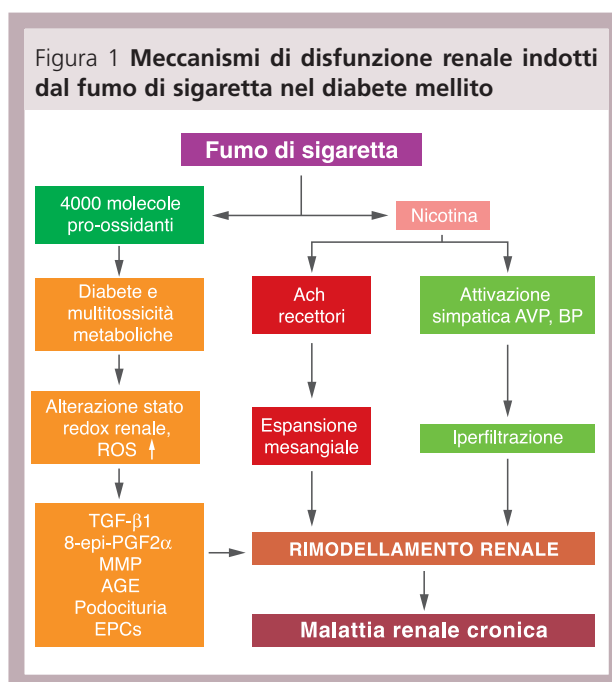 Figura 1 Meccanismi di disfunzione renale indotti
dal fumo di sigaretta nel diabete mellito
Fumo di sigaretta
4000 molecole
pro-ossidanti
Nicotina
Diabete e
multitossicità
metaboliche
Ach
recettori
Attivazione
simpatica AVP, BP
Alterazione stato
redox renale,
ROS ↑
Espansione
mesangiale
Iperfiltrazione
TGF-β1
8-epi-PGF2α
MMP
AGE
Podocituria
EPCs
RIMODELLAMENTO RENALE
Malattia renale cronica